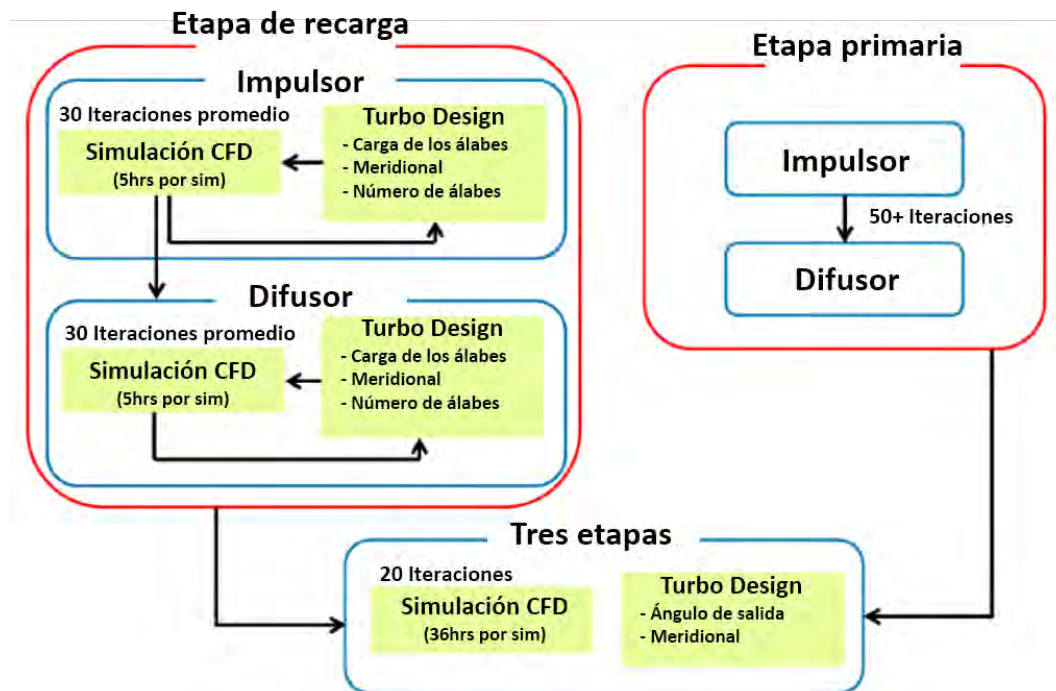 Etapa de recarga
Impulsor
30 Iteraciones promedio
Simulación CFD
(5hrs por sim)
Turbo Design
- Carga de los álabes
- Meridional
- Número de álabes
Difusor
30 Iteraciones promedio
Simulación CFD
(5hrs por sim)
Turbo Design
- Carga de los álabes
- Meridional
- Número de álabes
Etapa primaria
Impulsor
50+ Iteraciones
Difusor
Tres etapas
20 Iteraciones
Simulación CFD
(36hrs por sim)
Turbo Design
- Ángulo de salida
- Meridional